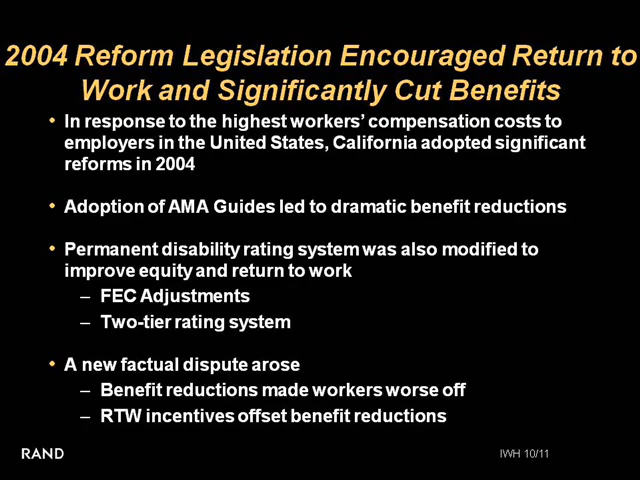 2004 Reform Legislation Encouraged Return to
Work and Significantly Cut Benefits
• In response to the highest workers' compensation costs to
employers in the United States, California adopted significant
reforms in 2004
• Adoption of AMA Guides led to dramatic benefit reductions
• Permanent disability rating system was also modified to
improve equity and return to work
– FEC Adjustments
– Two-tier rating system
• A new factual dispute arose
– Benefit reductions made workers worse off
– RTW incentives offset benefit reductions
RAND
IWH 10/11